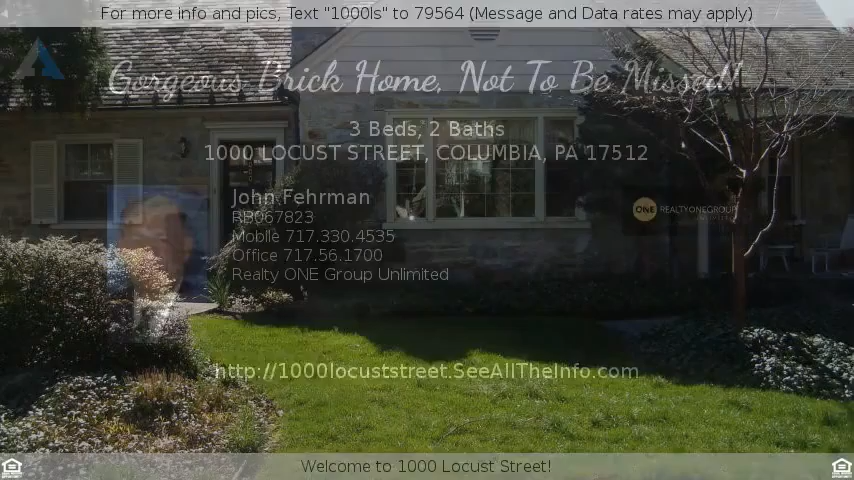 For more info and pics, Text "1000ls" to 79564 (Message and Data rates may apply)
Gorgeous Brick Home, Not To Be Missed!
3 Beds, 2 Baths
1000 LOCUST STREET, COLUMBIA, PA 17512
John Fehrman
RB067823
Mobile 717.330.4535
Office 717.56.1700
Realty ONE Group Unlimited
ONE REALTYONEGROUP
http://1000locuststreet.SeeAllTheInfo.com
Welcome to 1000 Locust Street!